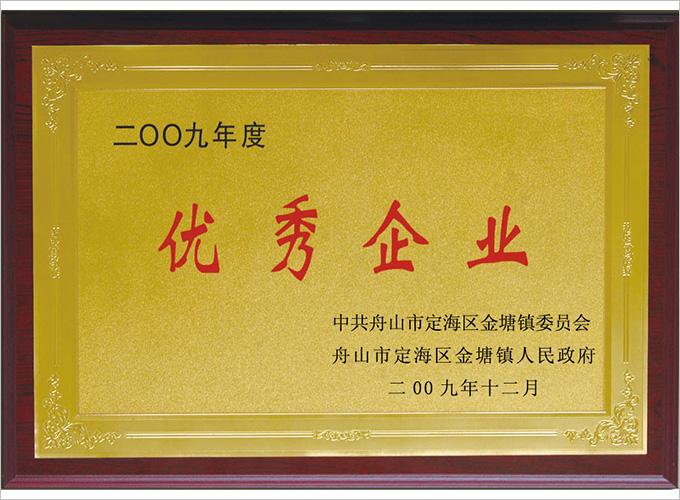 二〇〇九年度
优秀企业
中共舟山市定海区金塘镇委员会
舟山市定海区金塘镇人民政府
二00九年十二月